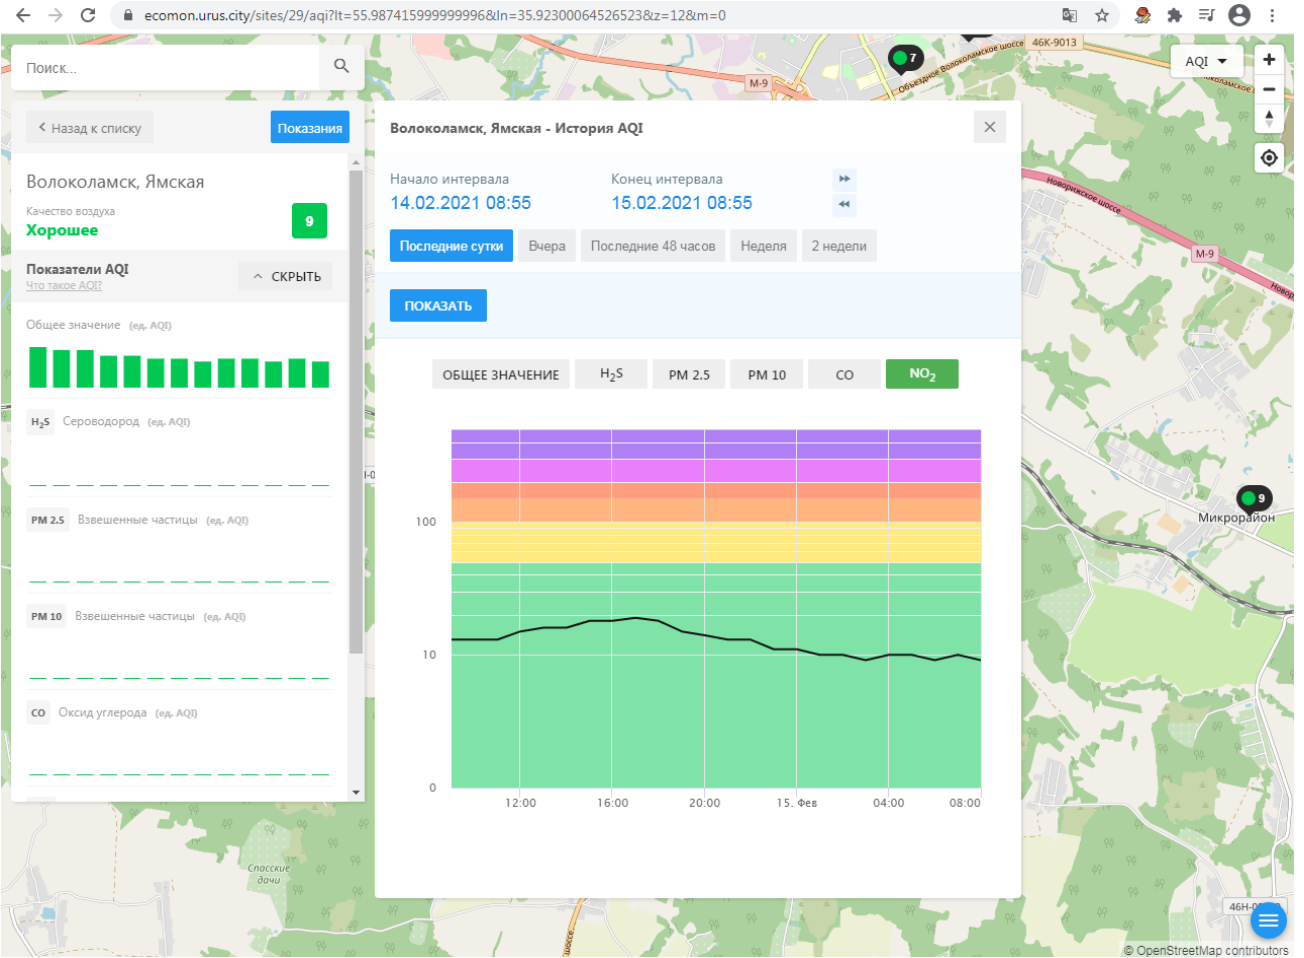 ecomon.urus.city/sites/29/aqi?lt=55.987415999999996&ln=35.92300064526523&z=12&m=0
Поиск...
46К-9013
7
Объездное Волоколамское шоссе
М-9
AQI
Назад к списку
Показания
Волоколамск, Ямская - История AQI
Волоколамск, Ямская
Качество воздуха
Хорошее
9
Показатели AQI
Что такое AQI?
СКРЫТЬ
Общее значение (ед. AQI)
H2S Сероводород (ед. AQI)
PM 2.5 Взвешенные частицы (ед. AQI)
PM 10 Взвешенные частицы (ед. AQI)
CO Оксид углерода (ед. AQI)
Начало интервала
14.02.2021 08:55
Конец интервала
15.02.2021 08:55
Последние сутки
Вчера
Последние 48 часов
Неделя
2 недели
ПОКАЗАТЬ
ОБЩЕЕ ЗНАЧЕНИЕ
H2S
PM 2.5
PM 10
CO
NO2
100
10
0
12:00
16:00
20:00
15. Фев
04:00
08:00
Новорижское шоссе
М-9
9
Микрорайон
Спасские
дачи
шоссе
© OpenStreetMap contributors